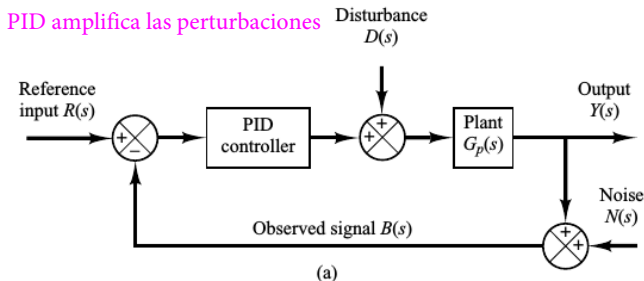 PID amplifica las perturbaciones
Disturbance
D(s)
Reference
input R(s)
Output
Y(s)
+
−
PID
controller
+
+
Plant
Gp(s)
Noise
N(s)
Observed signal B(s)
+
+
(a)